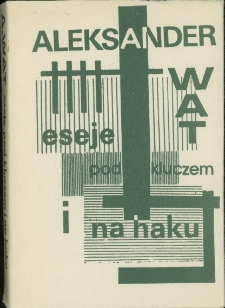 ALEKSANDER
WAT
eseje
pod kluczem
i na haku